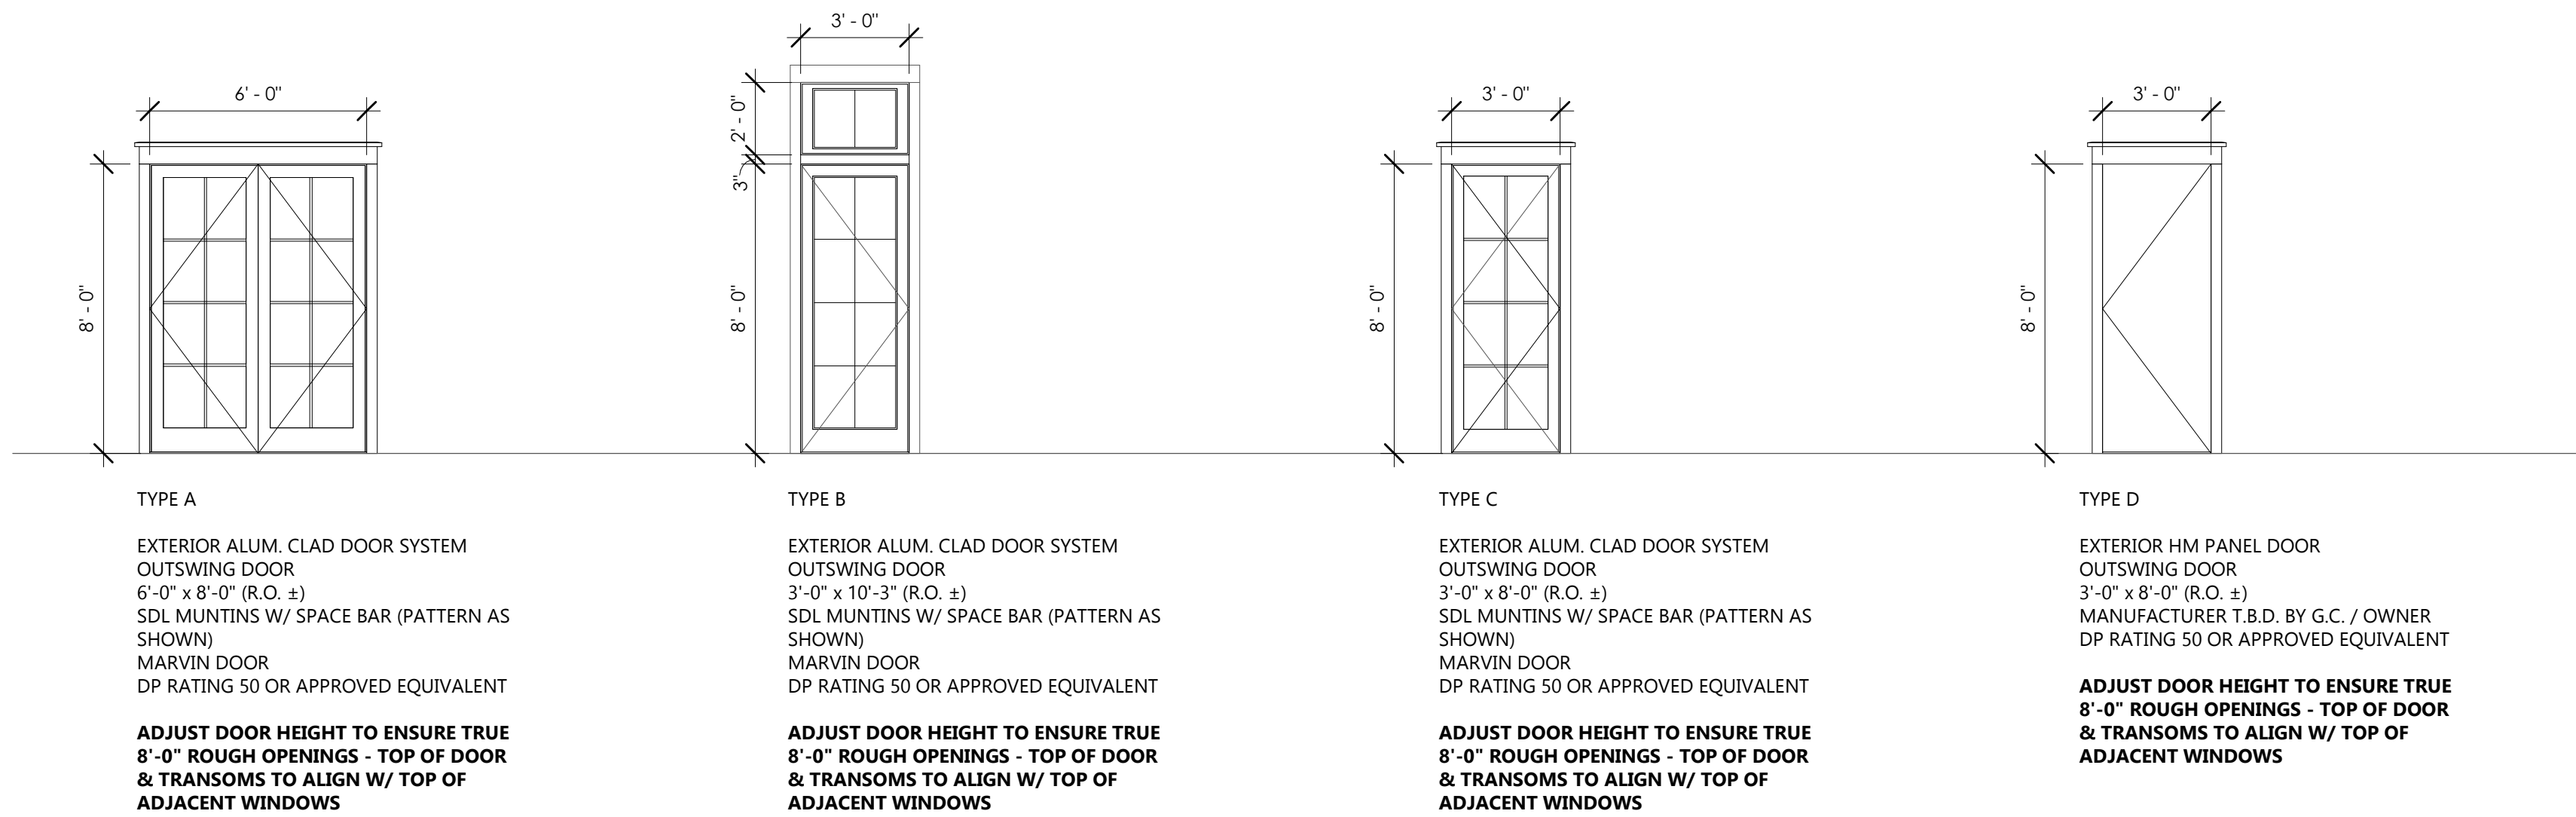 6' - 0"
8' - 0"
TYPE A
EXTERIOR ALUM. CLAD DOOR SYSTEM
OUTSWING DOOR
6'-0" x 8'-0" (R.O. ±)
SDL MUNTINS W/ SPACE BAR (PATTERN AS
SHOWN)
MARVIN DOOR
DP RATING 50 OR APPROVED EQUIVALENT
ADJUST DOOR HEIGHT TO ENSURE TRUE
8'-0" ROUGH OPENINGS - TOP OF DOOR
& TRANSOMS TO ALIGN W/ TOP OF
ADJACENT WINDOWS
3' - 0"
2' - 0"
3"
8' - 0"
TYPE B
EXTERIOR ALUM. CLAD DOOR SYSTEM
OUTSWING DOOR
3'-0" x 10'-3" (R.O. ±)
SDL MUNTINS W/ SPACE BAR (PATTERN AS
SHOWN)
MARVIN DOOR
DP RATING 50 OR APPROVED EQUIVALENT
ADJUST DOOR HEIGHT TO ENSURE TRUE
8'-0" ROUGH OPENINGS - TOP OF DOOR
& TRANSOMS TO ALIGN W/ TOP OF
ADJACENT WINDOWS
3' - 0"
8' - 0"
TYPE C
EXTERIOR ALUM. CLAD DOOR SYSTEM
OUTSWING DOOR
3'-0" x 8'-0" (R.O. ±)
SDL MUNTINS W/ SPACE BAR (PATTERN AS
SHOWN)
MARVIN DOOR
DP RATING 50 OR APPROVED EQUIVALENT
ADJUST DOOR HEIGHT TO ENSURE TRUE
8'-0" ROUGH OPENINGS - TOP OF DOOR
& TRANSOMS TO ALIGN W/ TOP OF
ADJACENT WINDOWS
3' - 0"
8' - 0"
TYPE D
EXTERIOR HM PANEL DOOR
OUTSWING DOOR
3'-0" x 8'-0" (R.O. ±)
MANUFACTURER T.B.D. BY G.C. / OWNER
DP RATING 50 OR APPROVED EQUIVALENT
ADJUST DOOR HEIGHT TO ENSURE TRUE
8'-0" ROUGH OPENINGS - TOP OF DOOR
& TRANSOMS TO ALIGN W/ TOP OF
ADJACENT WINDOWS